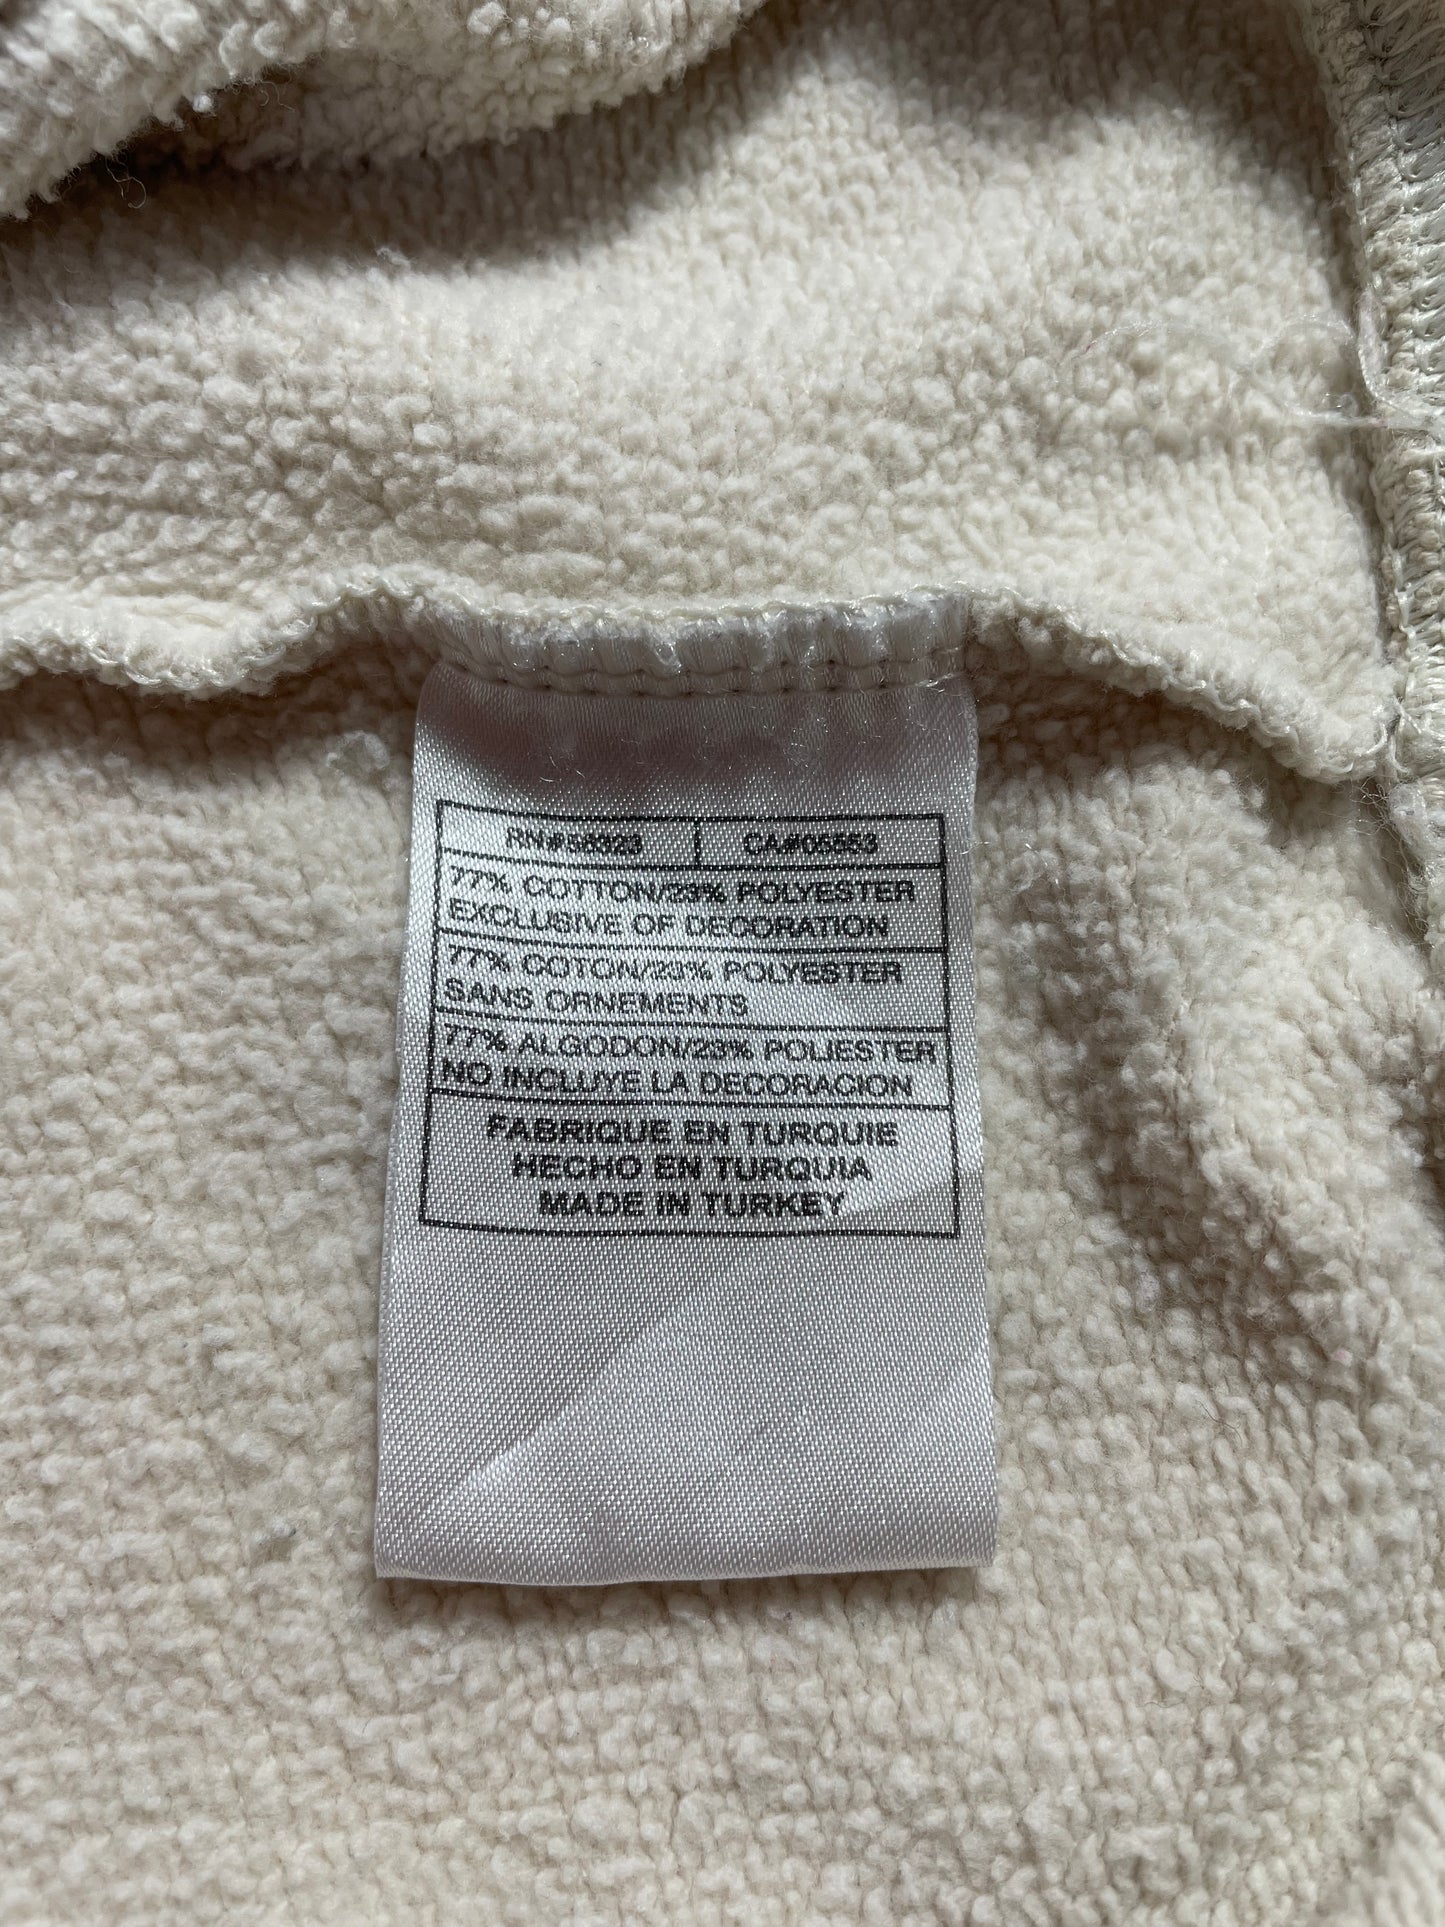 RN#56323 CA#05553
77% COTTON/23% POLYESTER
EXCLUSIVE OF DECORATION
77% COTON/23% POLYESTER
SANS ORNEMENTS
77% ALGODON/23% POLIESTER
NO INCLUYE LA DECORACION
FABRIQUE EN TURQUIE
HECHO EN TURQUIA
MADE IN TURKEY